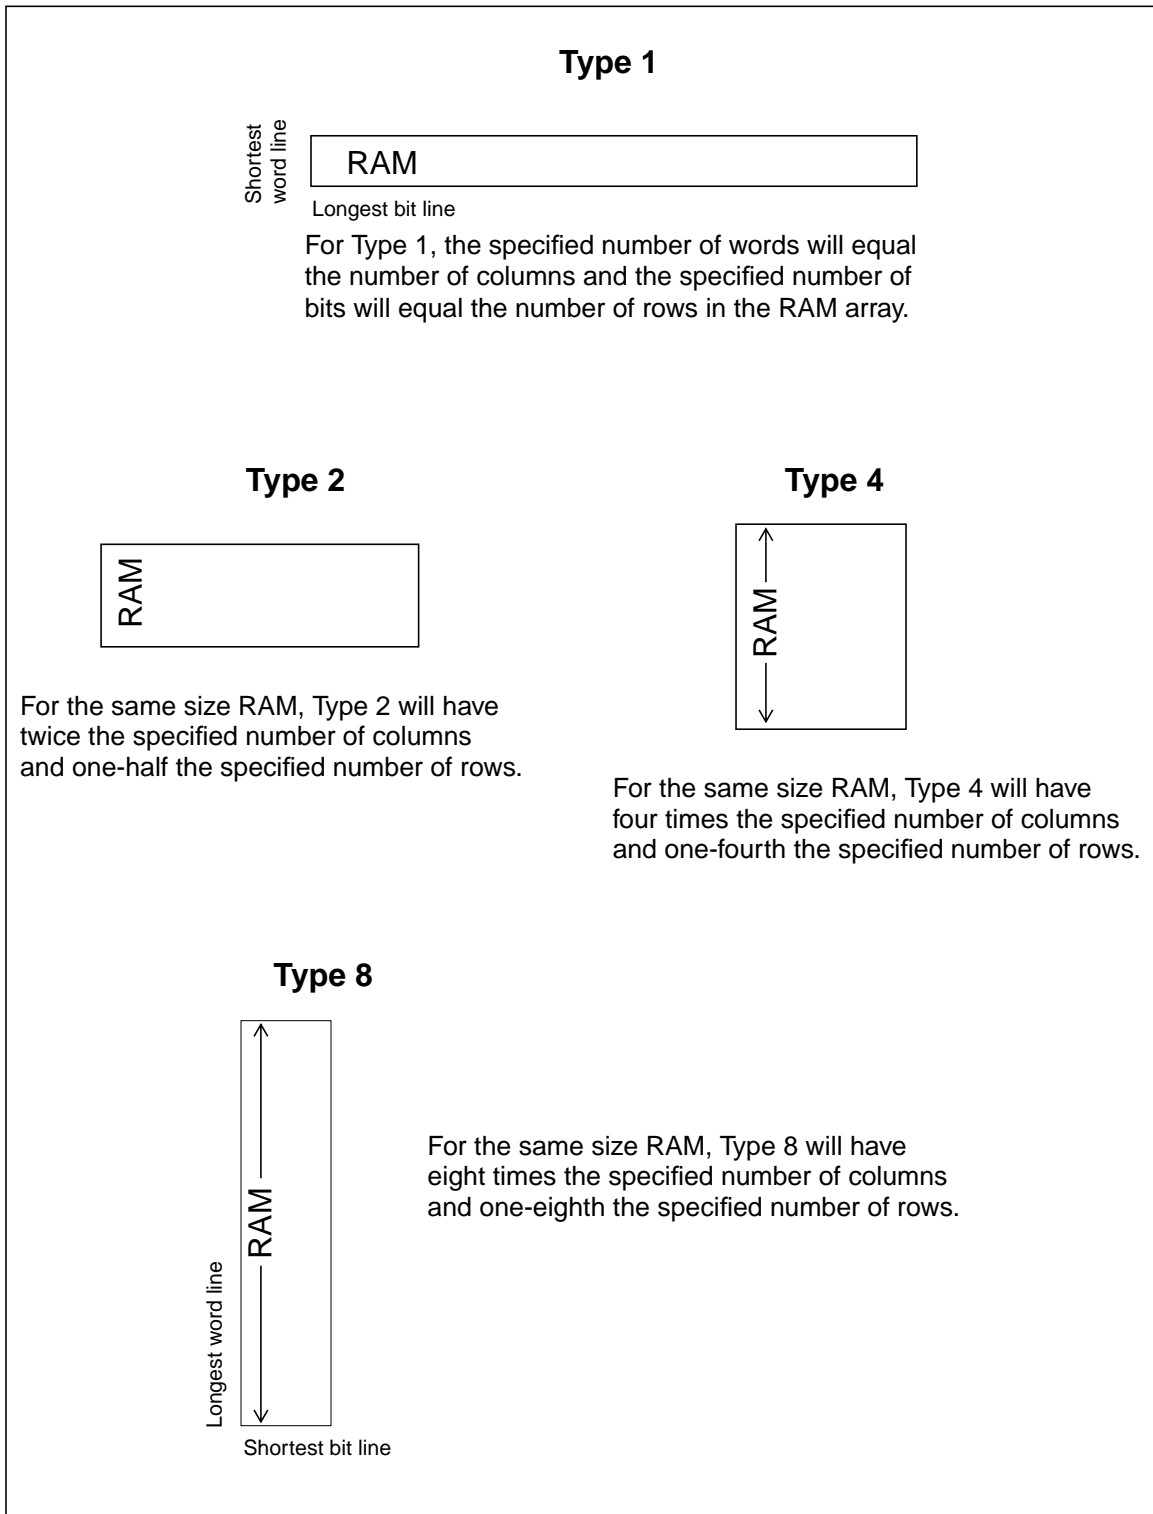 Type 1
Shortest
word line
RAM
Longest bit line
For Type 1, the specified number of words will equal
the number of columns and the specified number of
bits will equal the number of rows in the RAM array.
Type 2
RAM
For the same size RAM, Type 2 will have
twice the specified number of columns
and one-half the specified number of rows.
Type 4
RAM
For the same size RAM, Type 4 will have
four times the specified number of columns
and one-fourth the specified number of rows.
Type 8
RAM
Longest word line
Shortest bit line
For the same size RAM, Type 8 will have
eight times the specified number of columns
and one-eighth the specified number of rows.